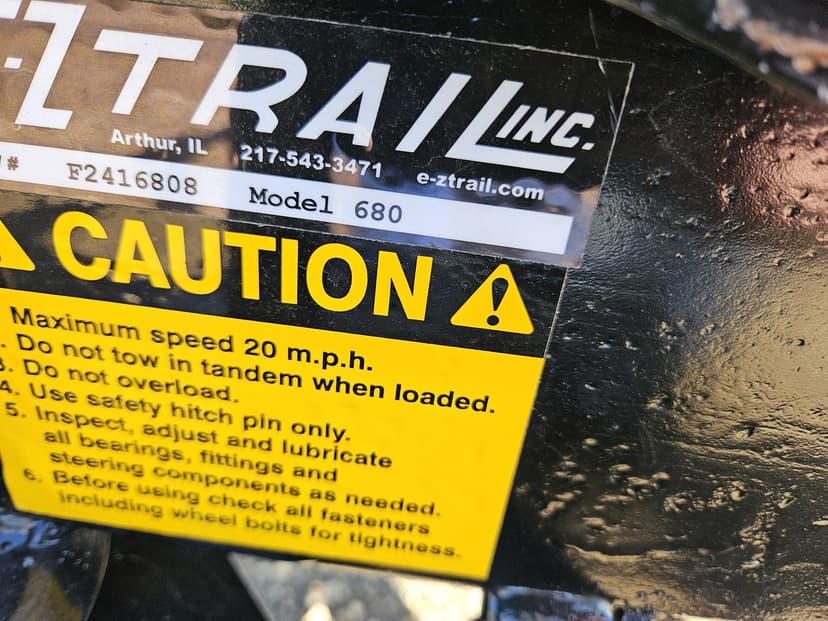 -Z TRAIL INC.
Arthur, IL 217-543-3471 e-ztrail.com
# F2416808 Model 680
CAUTION
Maximum speed 20 m.p.h.
. Do not tow in tandem when loaded.
3. Do not overload.
4. Use safety hitch pin only.
5. Inspect, adjust and lubricate
all bearings, fittings and
steering components as needed.
6. Before using check all fasteners
including wheel bolts for tightness.